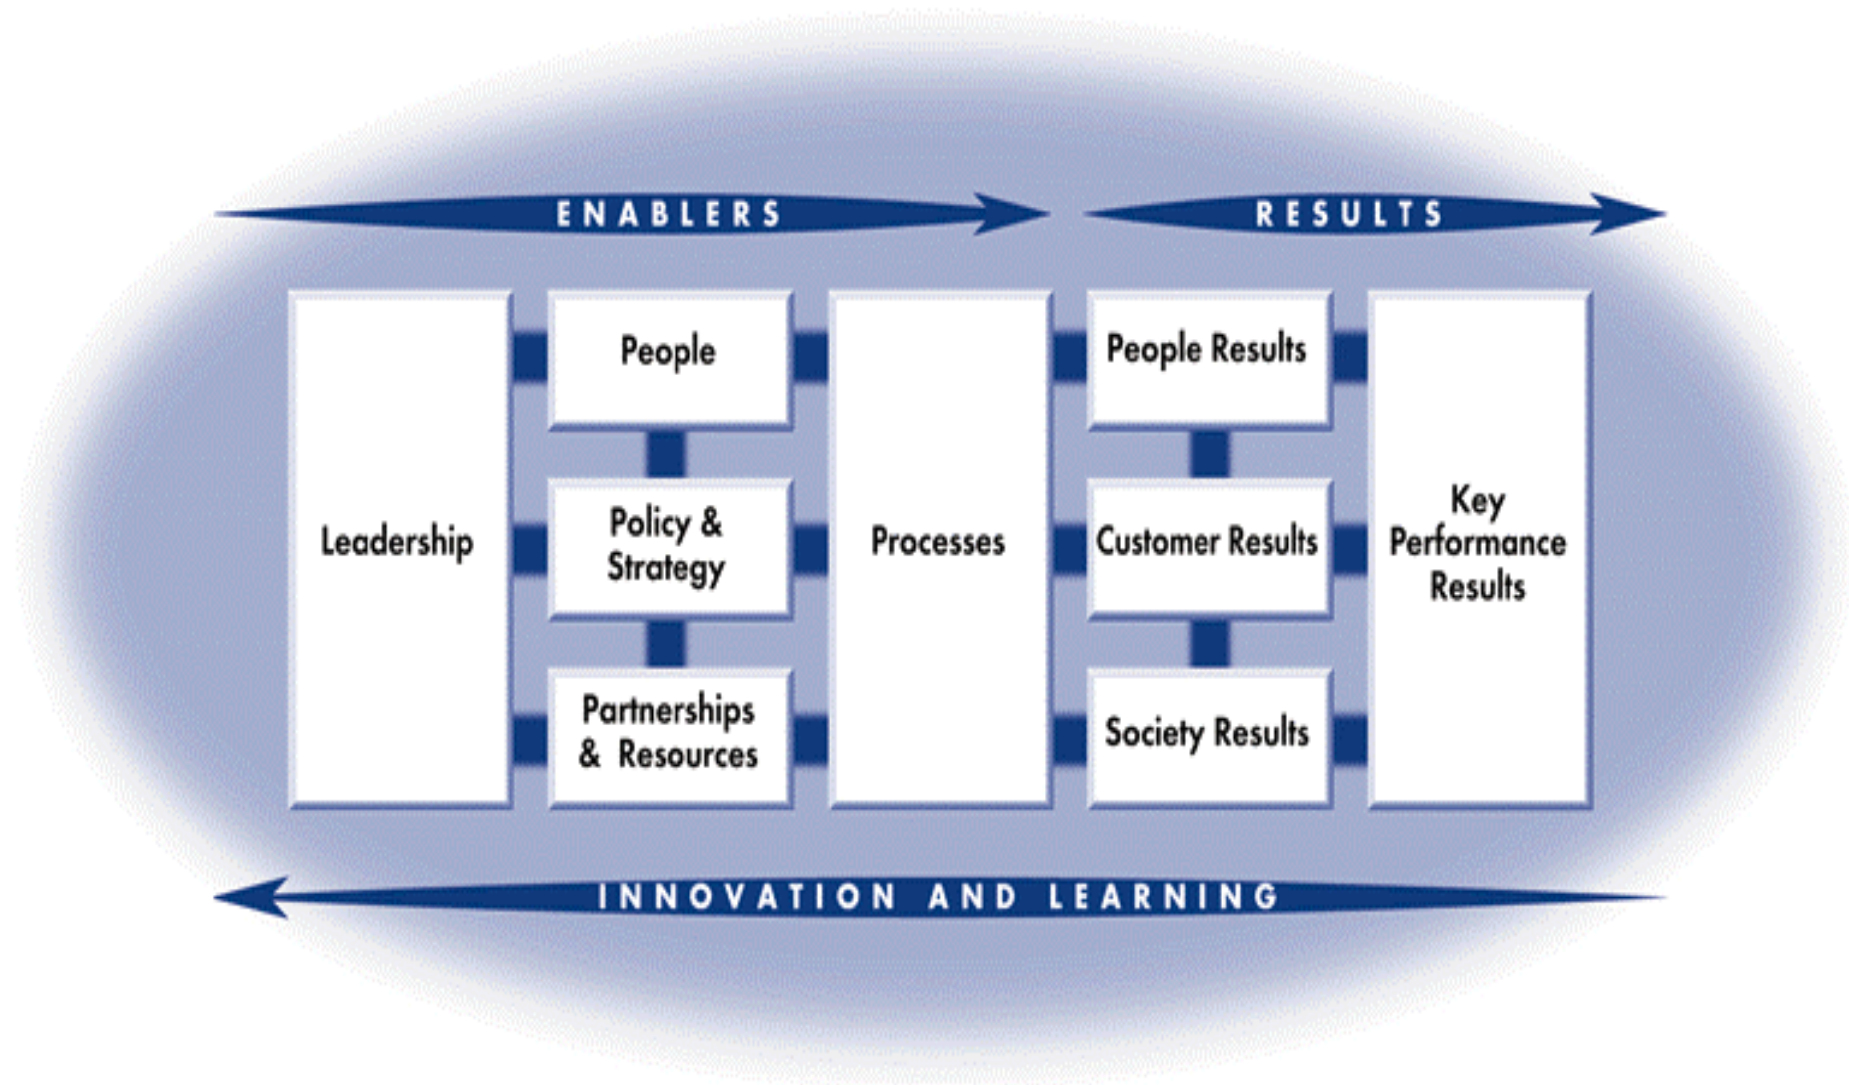 ENABLERS
RESULTS
Leadership
People
Policy &
Strategy
Partnerships
& Resources
Processes
People Results
Customer Results
Society Results
Key
Performance
Results
INNOVATION AND LEARNING